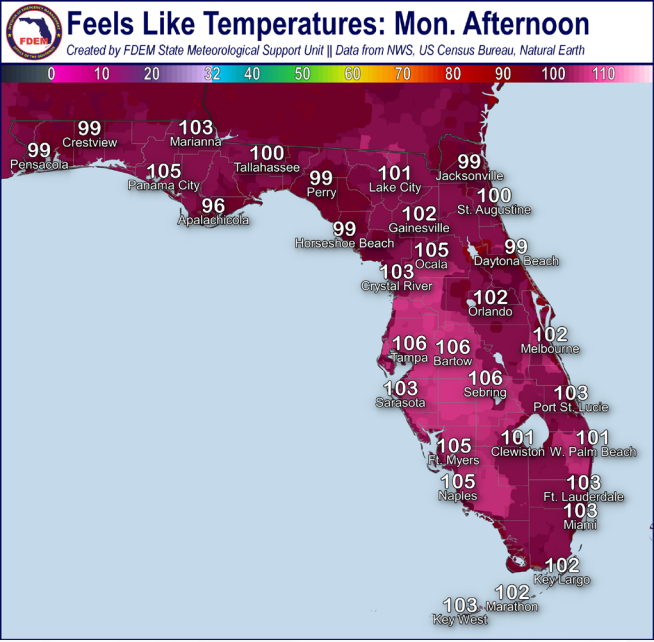 Feels Like Temperatures: Mon. Afternoon
FDEM
Created by FDEM State Meteorological Support Unit || Data from NWS, US Census Bureau, Natural Earth
0 10 20 32 40 50 60 70 80 90 100 110
99
Crestview
103
Marianna
99
Pensacola
100
Tallahassee
105
Panama City
99
Perry
101
Lake City
99
Jacksonville
96
Apalachicola
100
St. Augustine
102
Gainesville
99
Horseshoe Beach
105
Ocala
99
Daytona Beach
103
Crystal River
102
Orlando
106
Tampa
106
Bartow
102
Melbourne
106
Sebring
103
Sarasota
103
Port St. Lucie
105
Ft. Myers
101
Clewiston
101
W. Palm Beach
105
Naples
103
Ft. Lauderdale
103
Miami
102
Key Largo
102
Marathon
103
Key West